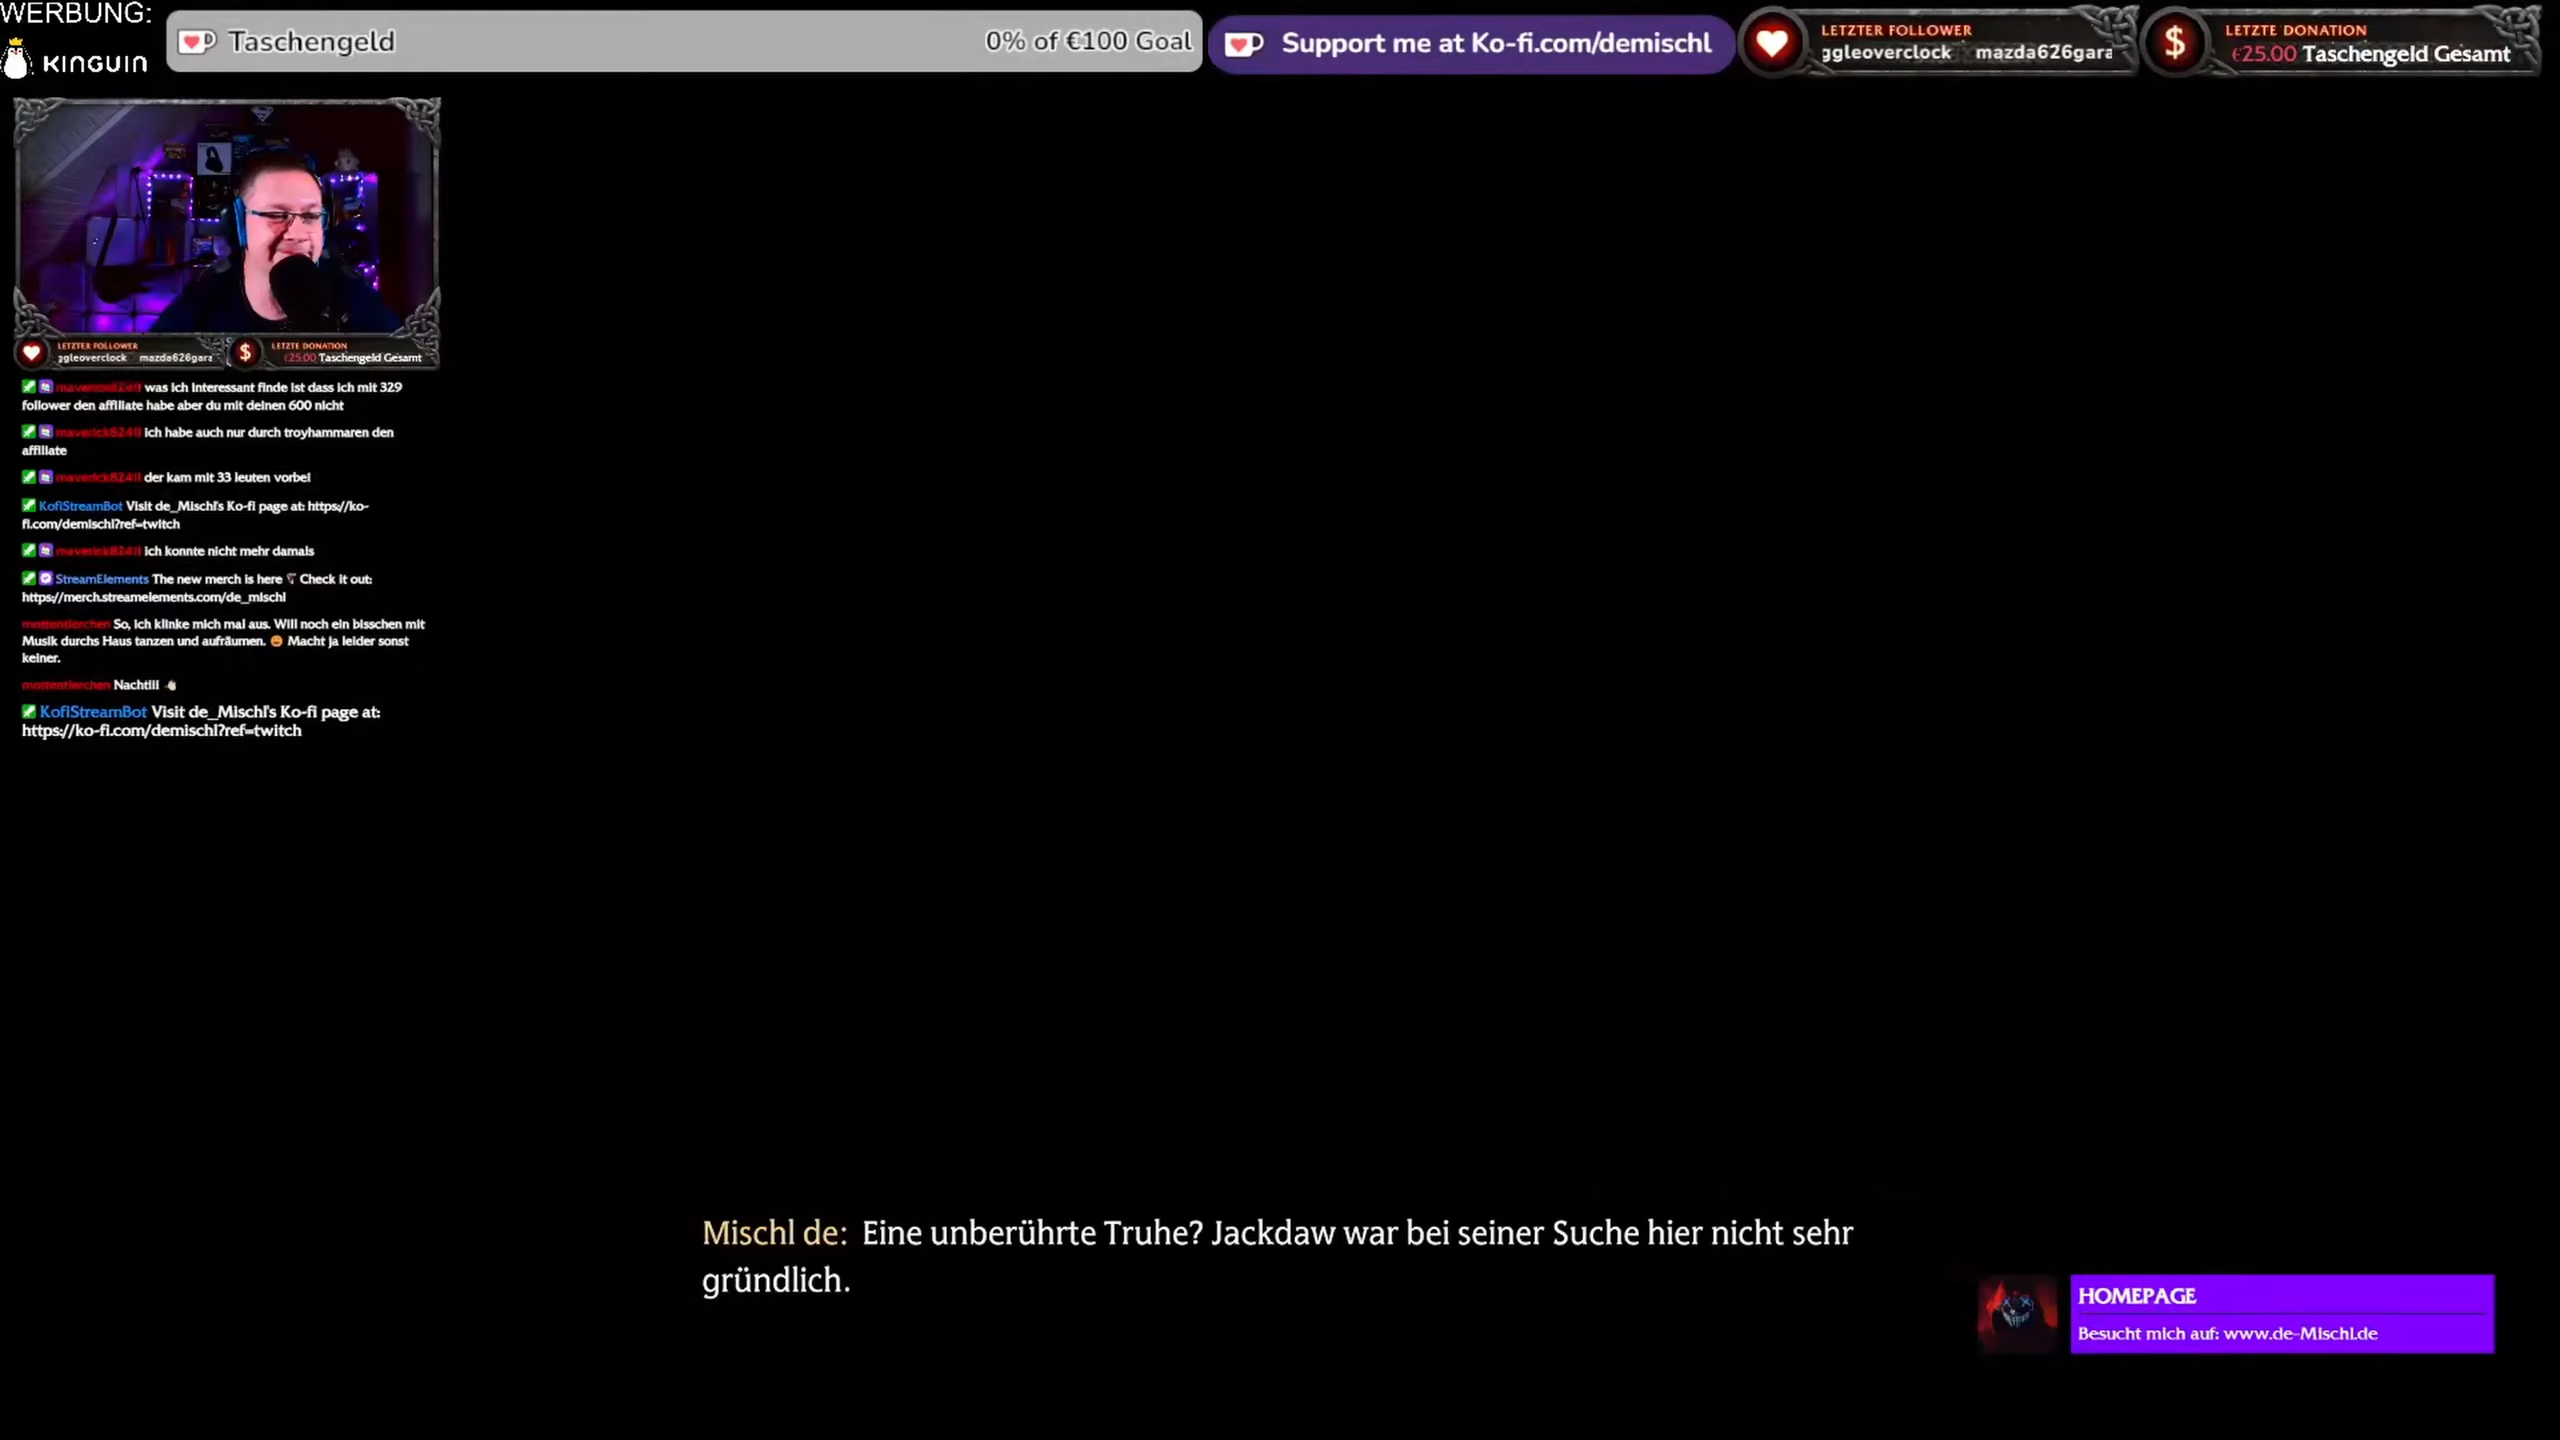 WERBUNG:
KINGUIN
Taschengeld
0% of €100 Goal
Support me at Ko-fi.com/demischl
LETZTER FOLLOWER
ggleoverclock mazda626gara
LETZTE DONATION
€25.00 Taschengeld Gesamt
LETZTER FOLLOWER
ggleoverclock mazda626gara
LETZTE DONATION
€25.00 Taschengeld Gesamt
was ich interessant finde ist dass ich mit 329
follower den affiliate habe aber du mit deinen 600 nicht
ich habe auch nur durch troyhammaren den
affiliate
der kam mit 33 leuten vorbei
KofiStreamBot Visit de_Mischl's Ko-fi page at: https://ko-
fi.com/demischl?ref=twitch
ich konnte nicht mehr damals
StreamElements The new merch is here Check it out:
https://merch.streamelements.com/de_mischl
mottentierchen So, ich klinke mich mal aus. Will noch ein bisschen mit
Musik durchs Haus tanzen und aufräumen. Macht ja leider sonst
keiner.
mottentierchen Nachtiii
KofiStreamBot Visit de_Mischl's Ko-fi page at:
https://ko-fi.com/demischl?ref=twitch
Mischl de: Eine unberührte Truhe? Jackdaw war bei seiner Suche hier nicht sehr
gründlich.
HOMEPAGE
Besucht mich auf: www.de-Mischl.de